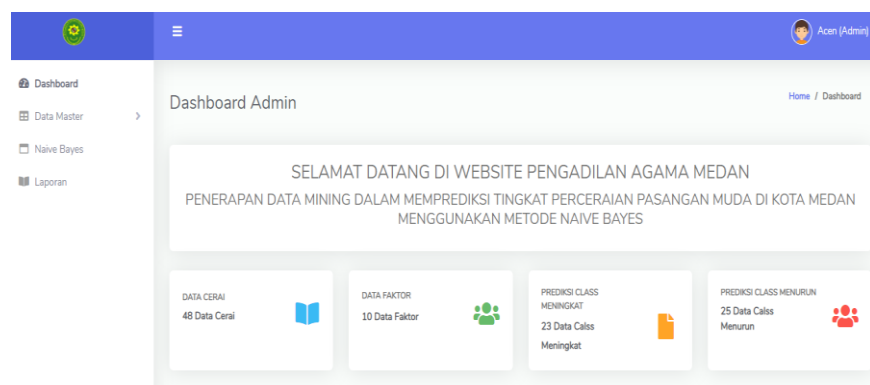 Acen (Admin)
Dashboard
Data Master
Naive Bayes
Laporan
Dashboard Admin
Home / Dashboard
SELAMAT DATANG DI WEBSITE PENGADILAN AGAMA MEDAN
PENERAPAN DATA MINING DALAM MEMPREDIKSI TINGKAT PERCERAIAN PASANGAN MUDA DI KOTA MEDAN
MENGGUNAKAN METODE NAIVE BAYES
DATA CERAI
48 Data Cerai
DATA FAKTOR
10 Data Faktor
PREDIKSI CLASS
MENINGKAT
23 Data Calss
Meningkat
PREDIKSI CLASS MENURUN
25 Data Calss
Menurun